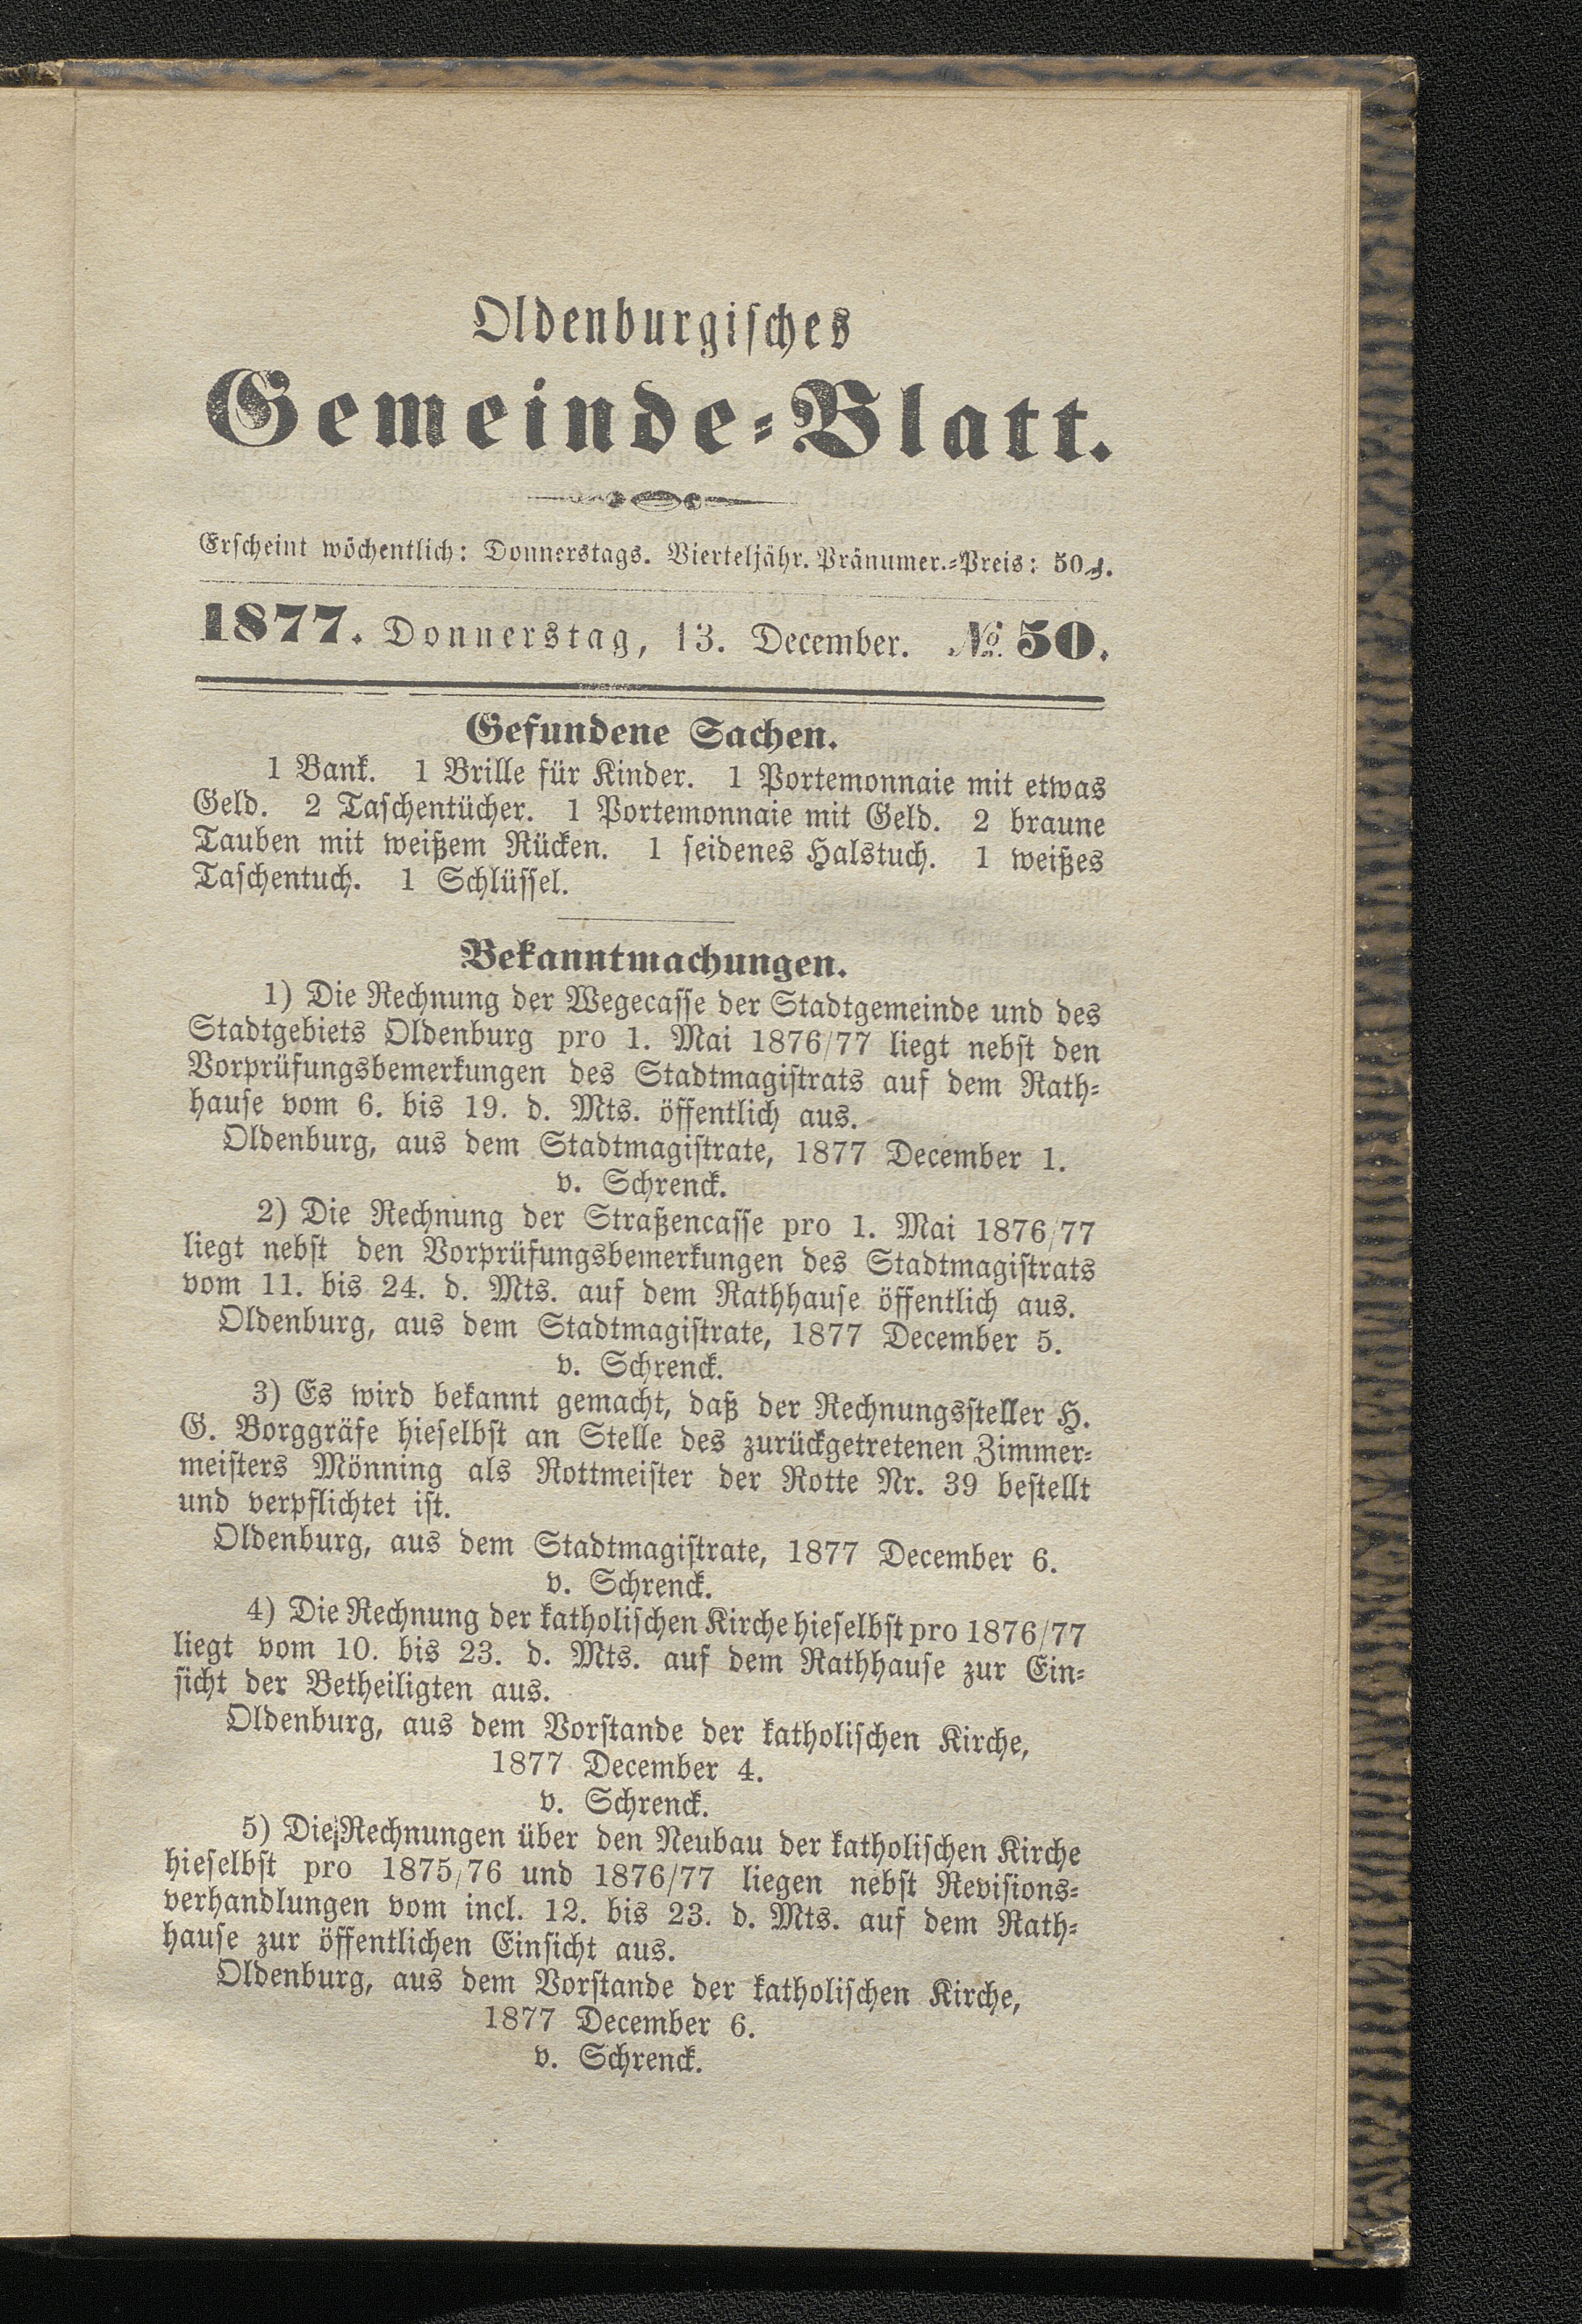 Oldenburgisches
Gemeinde-Blatt.
Erscheint wöchentlich: Donnerstags. Vierteljähr. Pränumer.-Preis: 50 ₰.
1877. Donnerstag, 13. December. № 50.
Gefundene Sachen.
1 Bank. 1 Brille für Kinder. 1 Portemonnaie mit etwas
Geld. 2 Taschentücher. 1 Portemonnaie mit Geld. 2 braune
Tauben mit weißem Rücken. 1 seidenes Halstuch. 1 weißes
Taschentuch. 1 Schlüssel.
Bekanntmachungen.
1) Die Rechnung der Wegecasse der Stadtgemeinde und des
Stadtgebiets Oldenburg pro 1. Mai 1876/77 liegt nebst den
Vorprüfungsbemerkungen des Stadtmagistrats auf dem Rath-
hause vom 6. bis 19. d. Mts. öffentlich aus.
Oldenburg, aus dem Stadtmagistrate, 1877 December 1.
v. Schrenck.
2) Die Rechnung der Straßencasse pro 1. Mai 1876/77
liegt nebst den Vorprüfungsbemerkungen des Stadtmagistrats
vom 11. bis 24. d. Mts. auf dem Rathhause öffentlich aus.
Oldenburg, aus dem Stadtmagistrate, 1877 December 5.
v. Schrenck.
3) Es wird bekannt gemacht, daß der Rechnungssteller H.
G. Borggräfe hieselbst an Stelle des zurückgetretenen Zimmer-
meisters Mönning als Rottmeister der Rotte Nr. 39 bestellt
und verpflichtet ist.
Oldenburg, aus dem Stadtmagistrate, 1877 December 6.
v. Schrenck.
4) Die Rechnung der katholischen Kirche hieselbst pro 1876/77
liegt vom 10. bis 23. d. Mts. auf dem Rathhause zur Ein-
sicht der Betheiligten aus.
Oldenburg, aus dem Vorstande der katholischen Kirche,
1877 December 4.
v. Schrenck.
5) Die Rechnungen über den Neubau der katholischen Kirche
hieselbst pro 1875/76 und 1876/77 liegen nebst Revisions-
verhandlungen vom incl. 12. bis 23. d. Mts. auf dem Rath-
hause zur öffentlichen Einsicht aus.
Oldenburg, aus dem Vorstande der katholischen Kirche,
1877 December 6.
v. Schrenck.